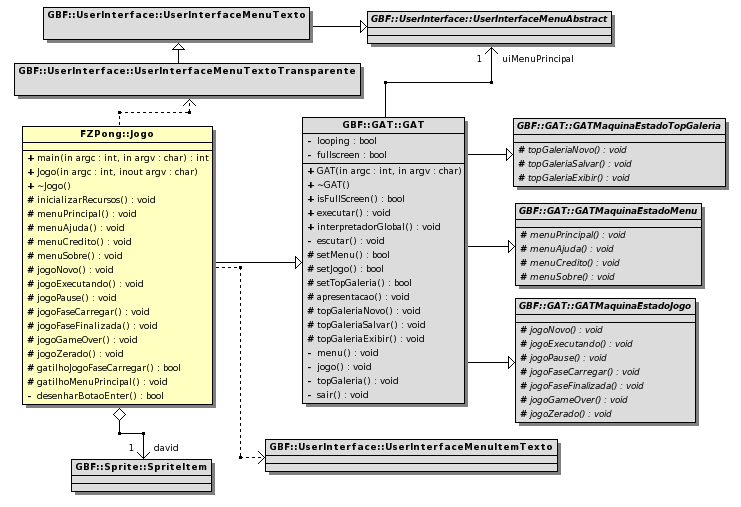 GBF::UserInterface::UserInterfaceMenuTexto
GBF::UserInterface::UserInterfaceMenuAbstract
1 uiMenuPrincipal
GBF::UserInterface::UserInterfaceMenuTextoTransparente
FZPong::Jogo
+ main(in argc : int, in argv : char) : int
+ Jogo(in argc : int, inout argv : char)
+ ~Jogo()
# inicializarRecursos() : void
# menuPrincipal() : void
# menuAjuda() : void
# menuCredito() : void
# menuSobre() : void
# jogoNovo() : void
# jogoExecutando() : void
# jogoPause() : void
# jogoFaseCarregar() : void
# jogoFaseFinalizada() : void
# jogoGameOver() : void
# jogoZerado() : void
# gatilhoJogoFaseCarregar() : bool
# gatilhoMenuPrincipal() : void
- desenharBotaoEnter() : bool
GBF::GAT::GAT
- looping : bool
- fullscreen : bool
+ GAT(in argc : int, in argv : char)
+ ~GAT()
+ isFullScreen() : bool
+ executar() : void
+ interpretadorGlobal() : void
- escutar() : void
# setMenu() : bool
# setJogo() : bool
# setTopGaleria() : bool
# apresentacao() : void
# topGaleriaNovo() : void
# topGaleriaSalvar() : void
# topGaleriaExibir() : void
- menu() : void
- jogo() : void
- topGaleria() : void
- sair() : void
GBF::GAT::GATMaquinaEstadoTopGaleria
# topGaleriaNovo() : void
# topGaleriaSalvar() : void
# topGaleriaExibir() : void
GBF::GAT::GATMaquinaEstadoMenu
# menuPrincipal() : void
# menuAjuda() : void
# menuCredito() : void
# menuSobre() : void
GBF::GAT::GATMaquinaEstadoJogo
# jogoNovo() : void
# jogoExecutando() : void
# jogoPause() : void
# jogoFaseCarregar() : void
# jogoFaseFinalizada() : void
# jogoGameOver() : void
# jogoZerado() : void
1 david
GBF::UserInterface::UserInterfaceMenuItemTexto
GBF::Sprite::SpriteItem